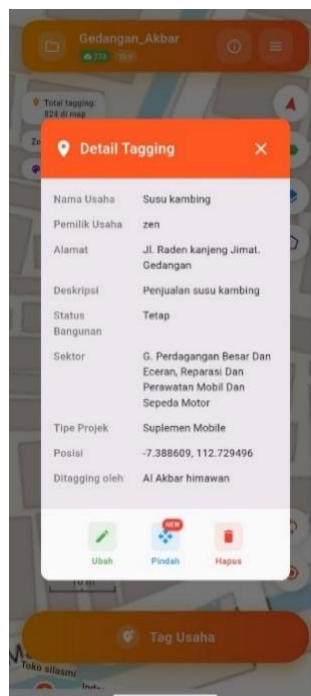 Gedangan_Akbar
773
Total tagging:
824 di map
Detail Tagging
Nama Usaha Susu kambing
Pemilik Usaha zen
Alamat Jl. Raden kanjeng Jimat.
Gedangan
Deskripsi Penjualan susu kambing
Status Tetap
Bangunan
Sektor G. Perdagangan Besar Dan
Eceran, Reparasi Dan
Perawatan Mobil Dan
Sepeda Motor
Tipe Projek Suplemen Mobile
Posisi -7.388609, 112.729496
Ditagging oleh Al Akbar himawan
NEW
Ubah Pindah Hapus
10 m
Tag Usaha
Toko silasmi